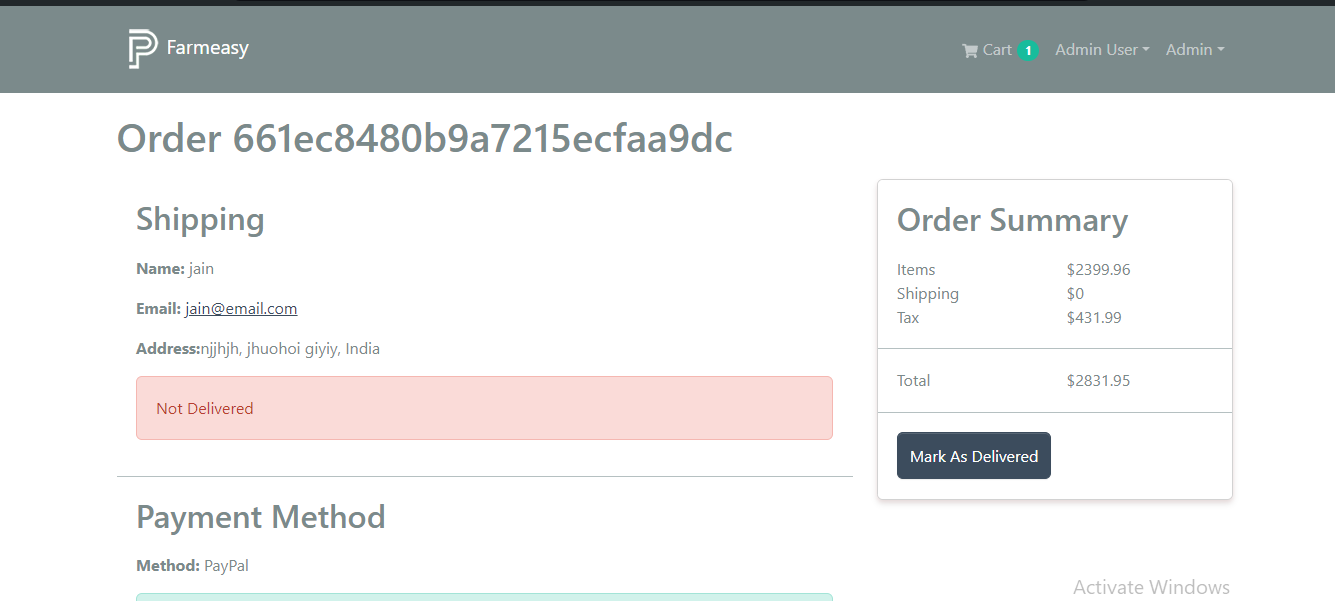 Farmeasy
Cart 1 Admin User Admin
Order 661ec8480b9a7215ecfaa9dc
Shipping
Name: jain
Email: jain@email.com
Address:njjhjh, jhuohoi giyiy, India
Not Delivered
Payment Method
Method: PayPal
Order Summary
Items $2399.96
Shipping $0
Tax $431.99
Total $2831.95
Mark As Delivered
Activate Windows